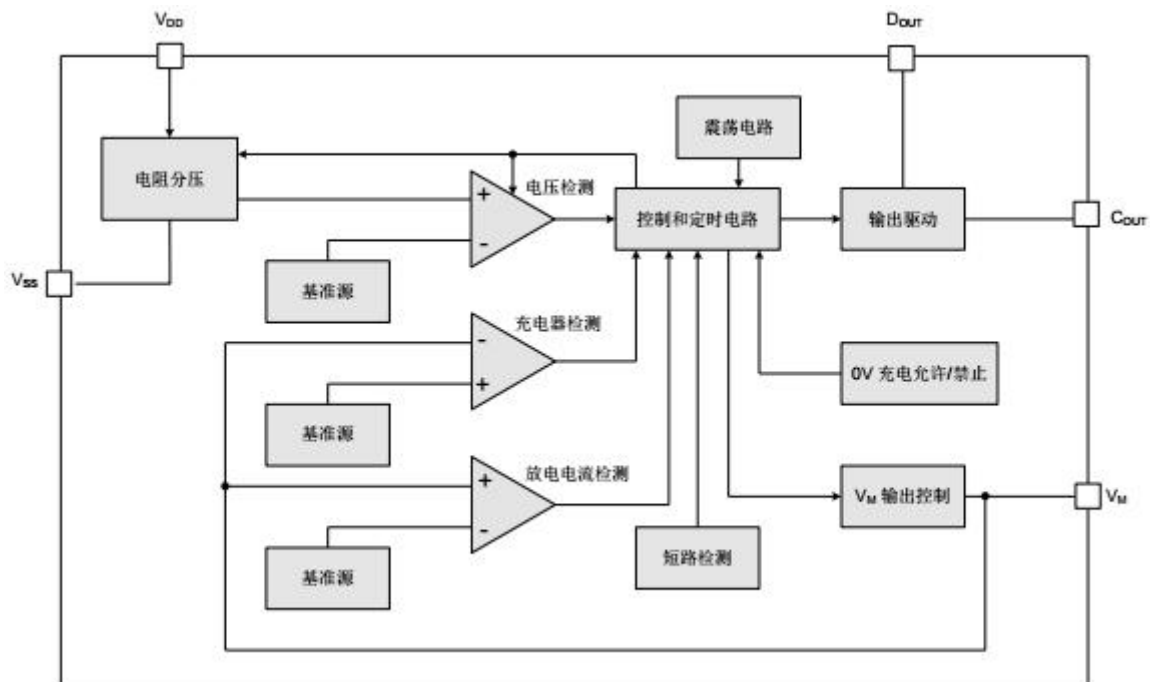 VDD
DOUT
震荡电路
电阻分压
+
电压检测
-
控制和定时电路
输出驱动
COUT
VSS
基准源
充电器检测
-
+
0V 充电允许/禁止
基准源
放电电流检测
+
-
VM 输出控制
VM
短路检测
基准源